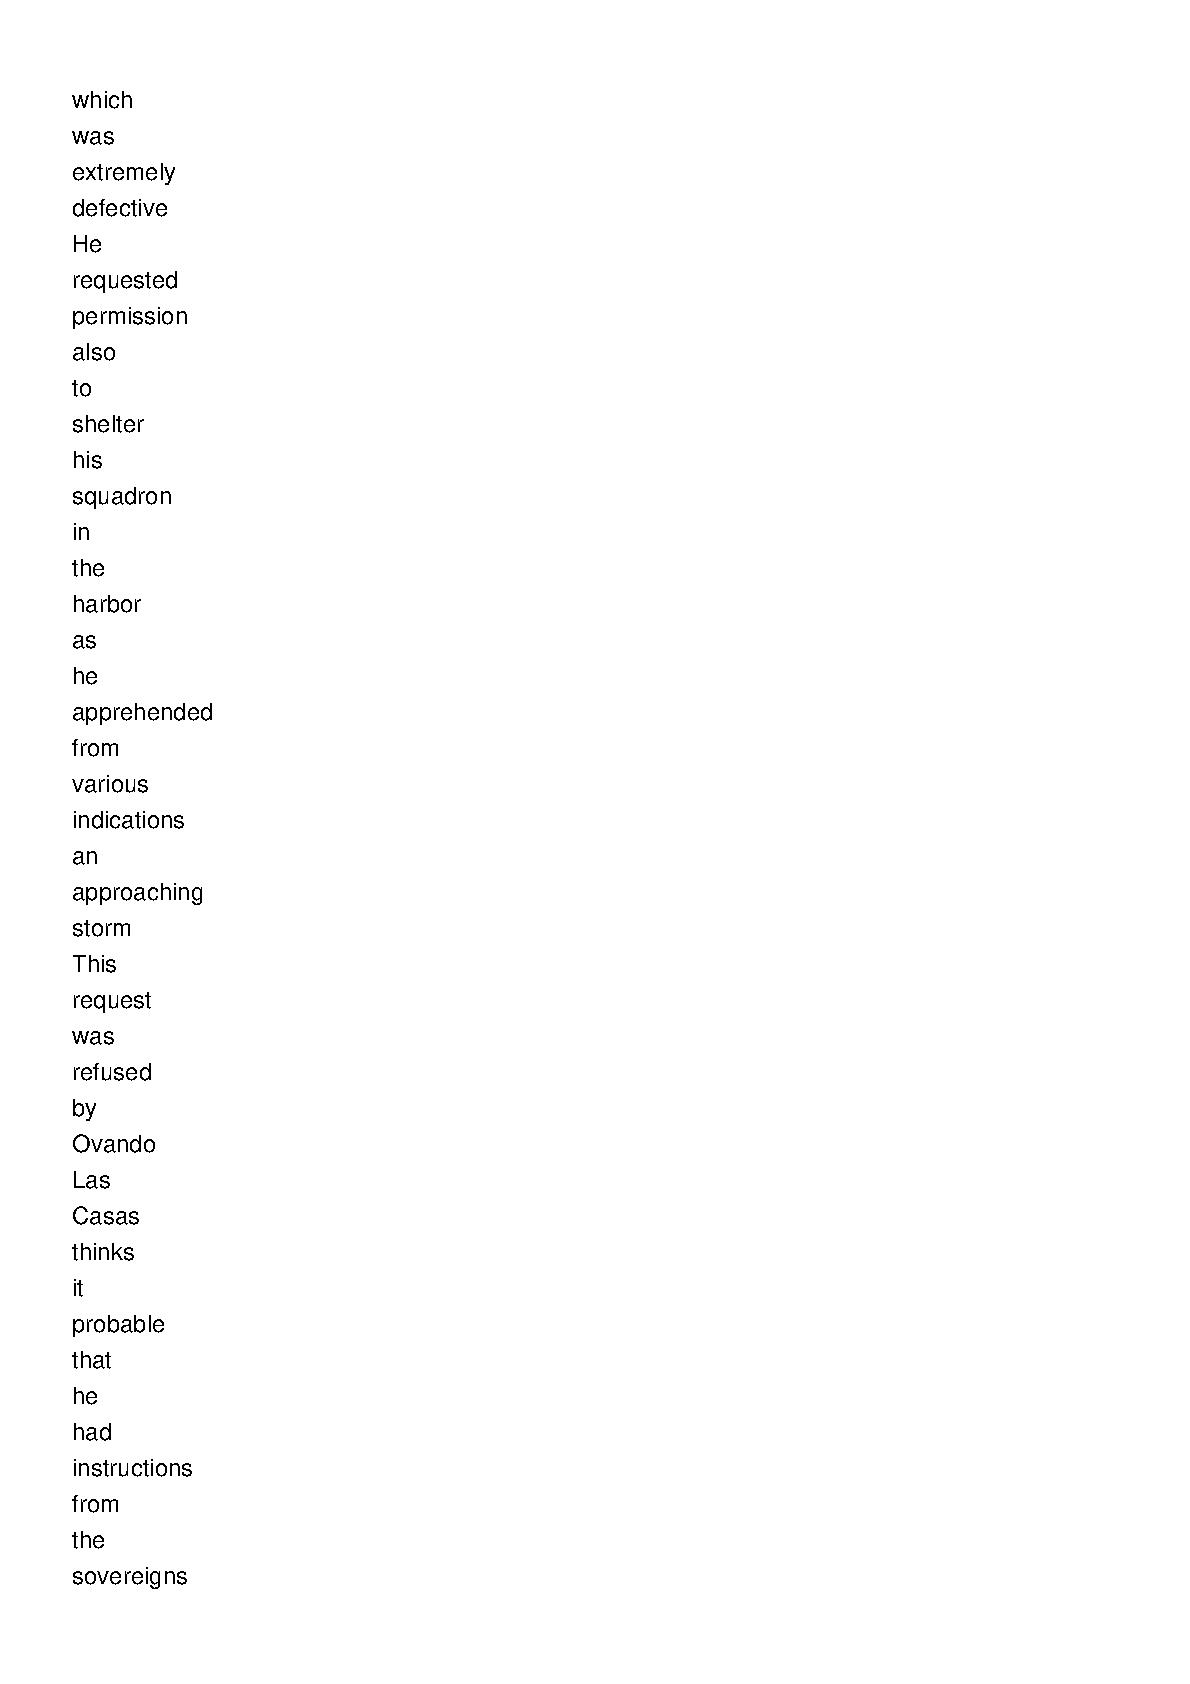 which
was
extremely
defective
He
requested
permission
also
to
shelter
his
squadron
in
the
harbor
as
he
apprehended
from
various
indications
an
approaching
storm
This
request
was
refused
by
Ovando
Las
Casas
thinks
it
probable
that
he
had
instructions
from
the
sovereigns